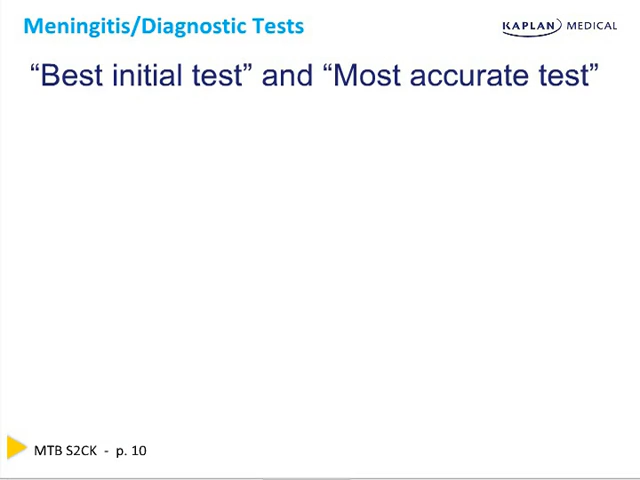 Meningitis/Diagnostic Tests
KAPLAN MEDICAL
“Best initial test” and “Most accurate test”
MTB S2CK - p. 10